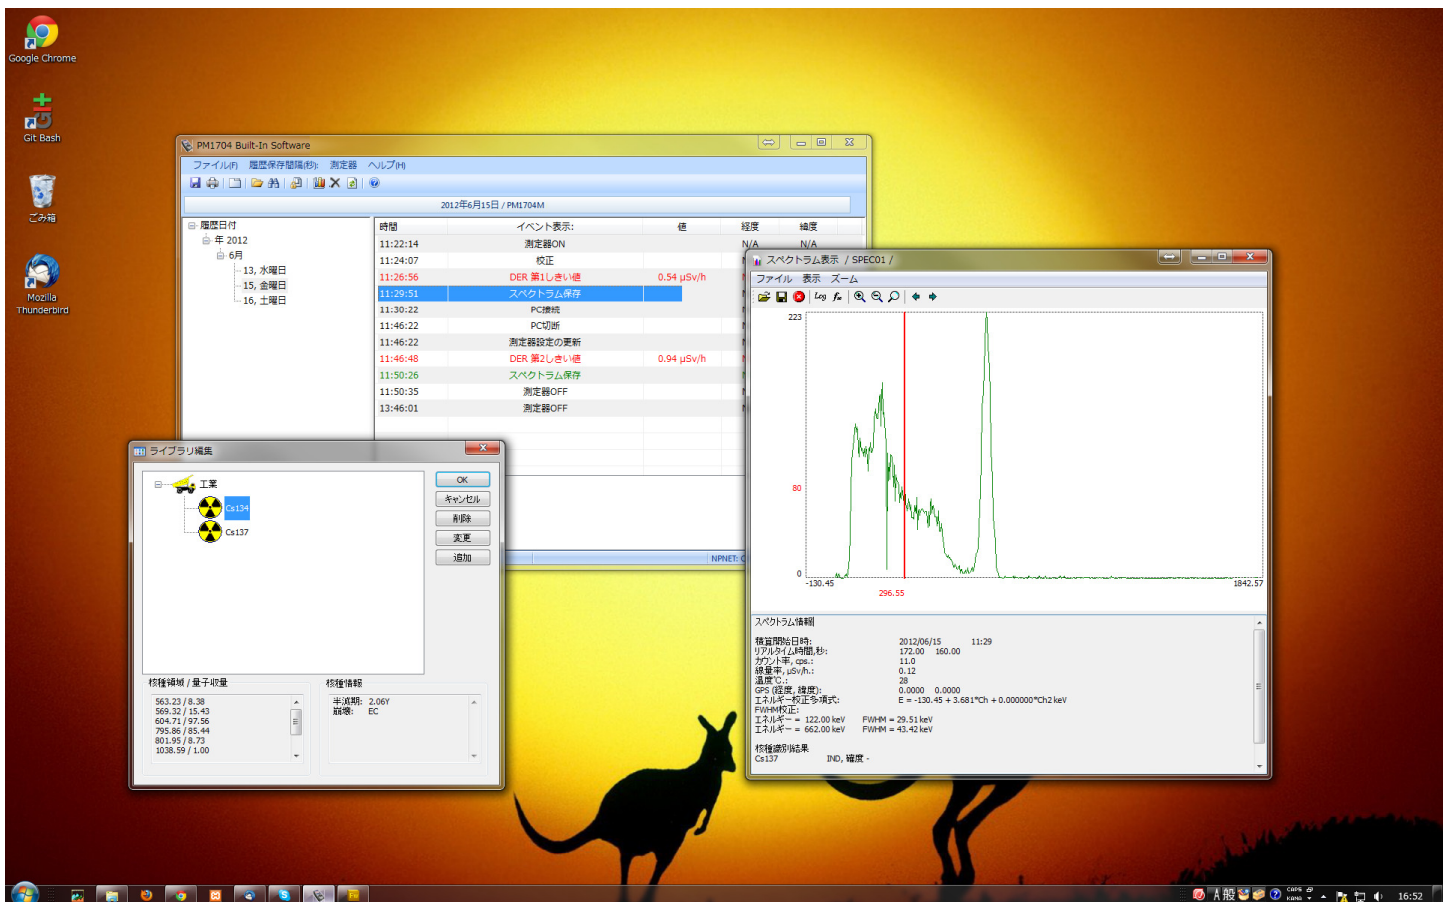 Google Chrome
Git Bash
ごみ箱
Mozilla
Thunderbird
PM1704 Built-In Software
ファイル(F) 履歴保存間隔(秒): 測定器 ヘルプ(H)
2012年6月15日 / PM1704M
履歴日付
年 2012
6月
13, 水曜日
15, 金曜日
16, 土曜日
時間 イベント表示: 値 経度 緯度
11:22:14 測定器ON N/A N/A
11:24:07 校正
11:26:56 DER 第1しきい値 0.54 µSv/h
11:29:51 スペクトラム保存
11:30:22 PC接続
11:46:22 PC切断
11:46:22 測定器設定の更新
11:46:48 DER 第2しきい値 0.94 µSv/h
11:50:26 スペクトラム保存
11:50:35 測定器OFF
13:46:01 測定器OFF
NPNET:
ライブラリ編集
工業
Cs134
Cs137
OK
キャンセル
削除
変更
追加
核種領域 / 量子収量
563.23 / 8.38
569.32 / 15.43
604.71 / 97.56
795.86 / 85.44
801.95 / 8.73
1038.59 / 1.00
核種情報
半減期: 2.06Y
崩壊: EC
スペクトラム表示 / SPEC01 /
ファイル 表示 ズーム
Log
223
80
0
-130.45
1842.57
296.55
スペクトラム情報
積算開始日時: 2012/06/15 11:29
リアルタイム時間,秒: 172.00 160.00
カウント率, cps.: 11.0
線量率, µSv/h.: 0.12
温度℃.: 28
GPS (経度, 緯度): 0.0000 0.0000
エネルギー校正多項式: E = -130.45 + 3.681*Ch + 0.000000*Ch2 keV
FWHM校正:
エネルギー = 122.00 keV FWHM = 29.51 keV
エネルギー = 662.00 keV FWHM = 43.42 keV
核種識別結果
Cs137 IND, 確度 -
A 般
CAPS
KANA
16:52